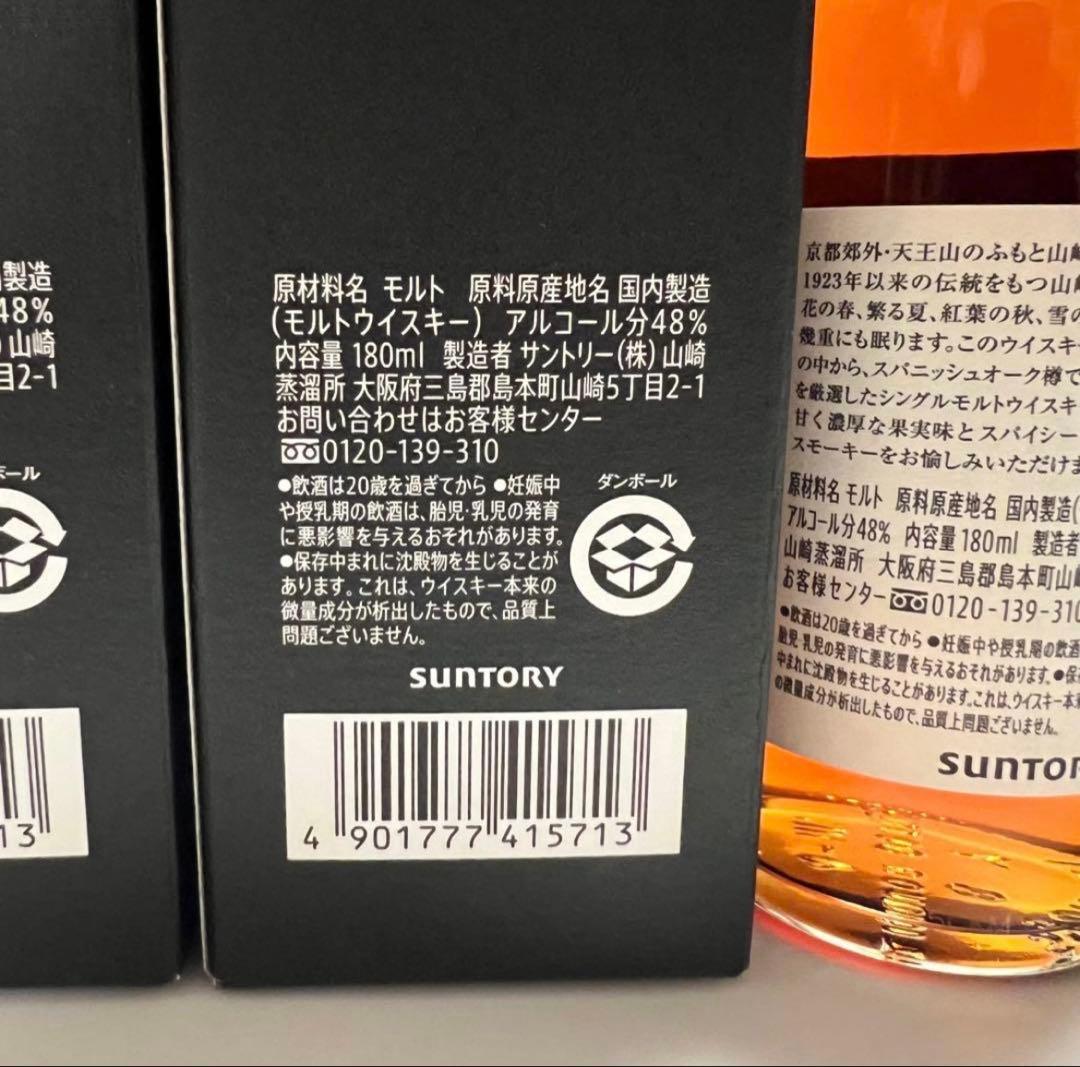 製造
48%
山崎
目2-1
ボール
13
原材料名 モルト 原料原産地名 国内製造
(モルトウイスキー) アルコール分48%
内容量 180ml 製造者 サントリー(株)山崎
蒸溜所 大阪府三島郡島本町山崎5丁目2-1
お問い合わせはお客様センター
0120-139-310
●飲酒は20歳を過ぎてから ●妊娠中
や授乳期の飲酒は、胎児・乳児の発育
に悪影響を与えるおそれがあります。
●保存中まれに沈殿物を生じることが
あります。これは、ウイスキー本来の
微量成分が析出したもので、品質上
問題ございません。
ダンボール
SUNTORY
4 901777 415713
京都郊外・天王山のふもと山崎
1923年以来の伝統をもつ山崎
花の春、繁る夏、紅葉の秋、雪の
幾重にも眠ります。このウイスキー
の中から、スパニッシュオーク樽で
を厳選したシングルモルトウイスキ
甘く濃厚な果実味とスパイシー
スモーキーをお愉しみいただけま
原材料名 モルト 原料原産地名 国内製造(
アルコール分48% 内容量180ml 製造者
山崎蒸溜所 大阪府三島郡島本町山崎
お客様センター 0120-139-310
●飲酒は20歳を過ぎてから ●妊娠中や授乳期の飲酒
胎児・乳児の発育に悪影響を与えるおそれがあります。●保存
中まれに沈殿物を生じることがあります。これは、ウイスキー本来
の微量成分が析出したもので、品質上問題ございません。
SUNTOR